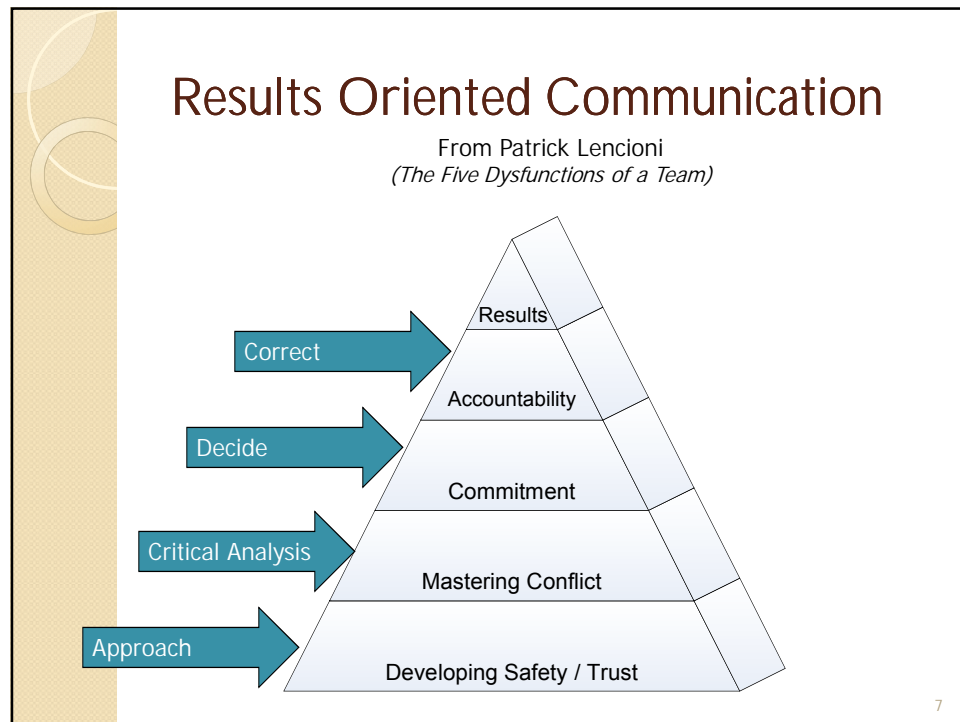 Results Oriented Communication
From Patrick Lencioni
(The Five Dysfunctions of a Team)
Results
Correct
Accountability
Decide
Commitment
Critical Analysis
Mastering Conflict
Approach
Developing Safety / Trust
7